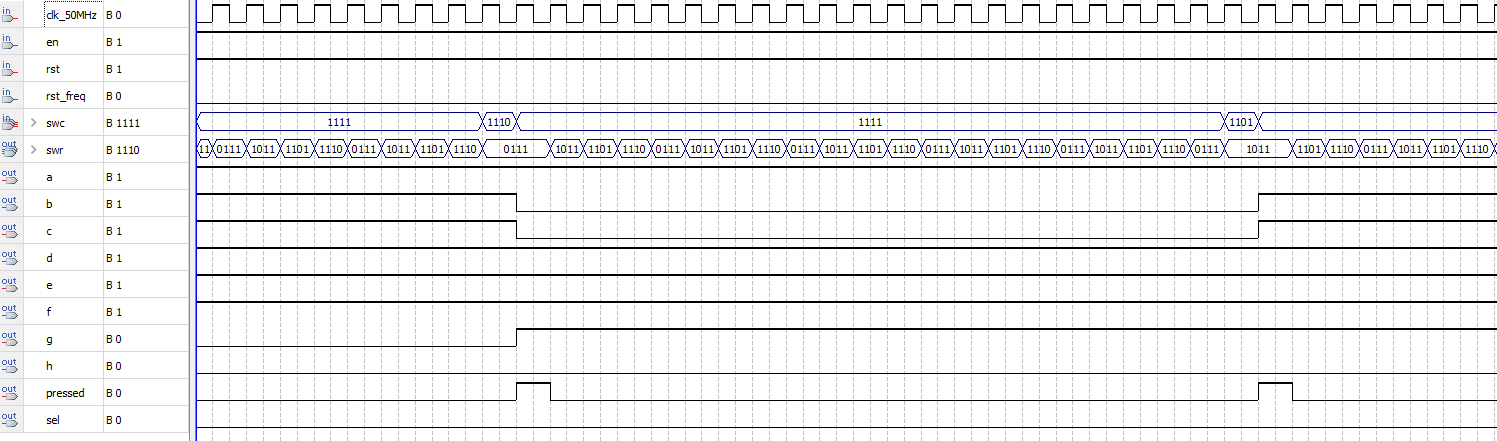 in clk_50MHz B 0
in en B 1
in rst B 1
in rst_freq B 0
in swc B 1111 1111 1110 1111 1101
out swr B 1110 11 0111 1011 1101 1110 0111 1011 1101 1110 0111 1011 1101 1110 0111 1011 1101 1110 0111 1011 1101 1110 0111 1011 1101 1110 0111 1011 1101 1110 0111 1011 1101 1110 0111 1011 1101 1110
out a B 1
out b B 1
out c B 1
out d B 1
out e B 1
out f B 1
out g B 0
out h B 0
out pressed B 0
out sel B 0